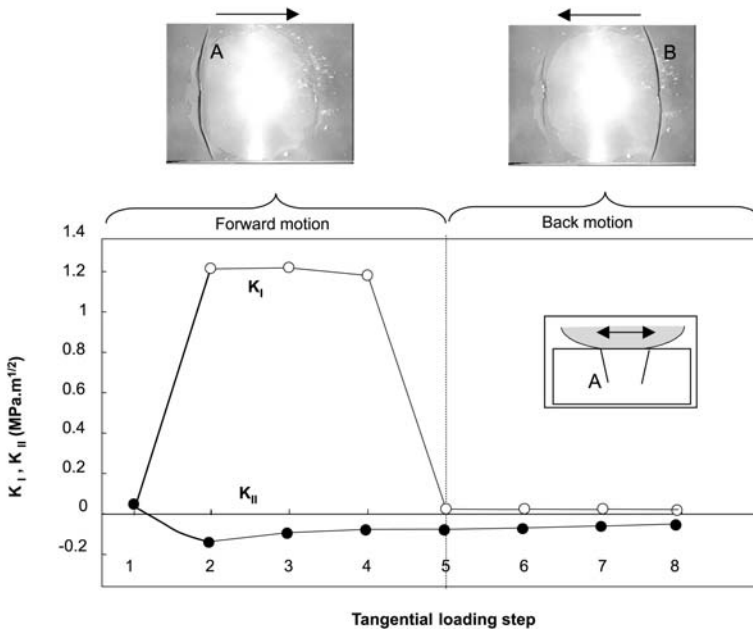 A
B
Forward motion
Back motion
1.4
1.2
1
0.8
0.6
0.4
0.2
0
-0.2
K_I
K_II
A
K_I , K_II (MPa.m^1/2)
1 2 3 4 5 6 7 8
Tangential loading step